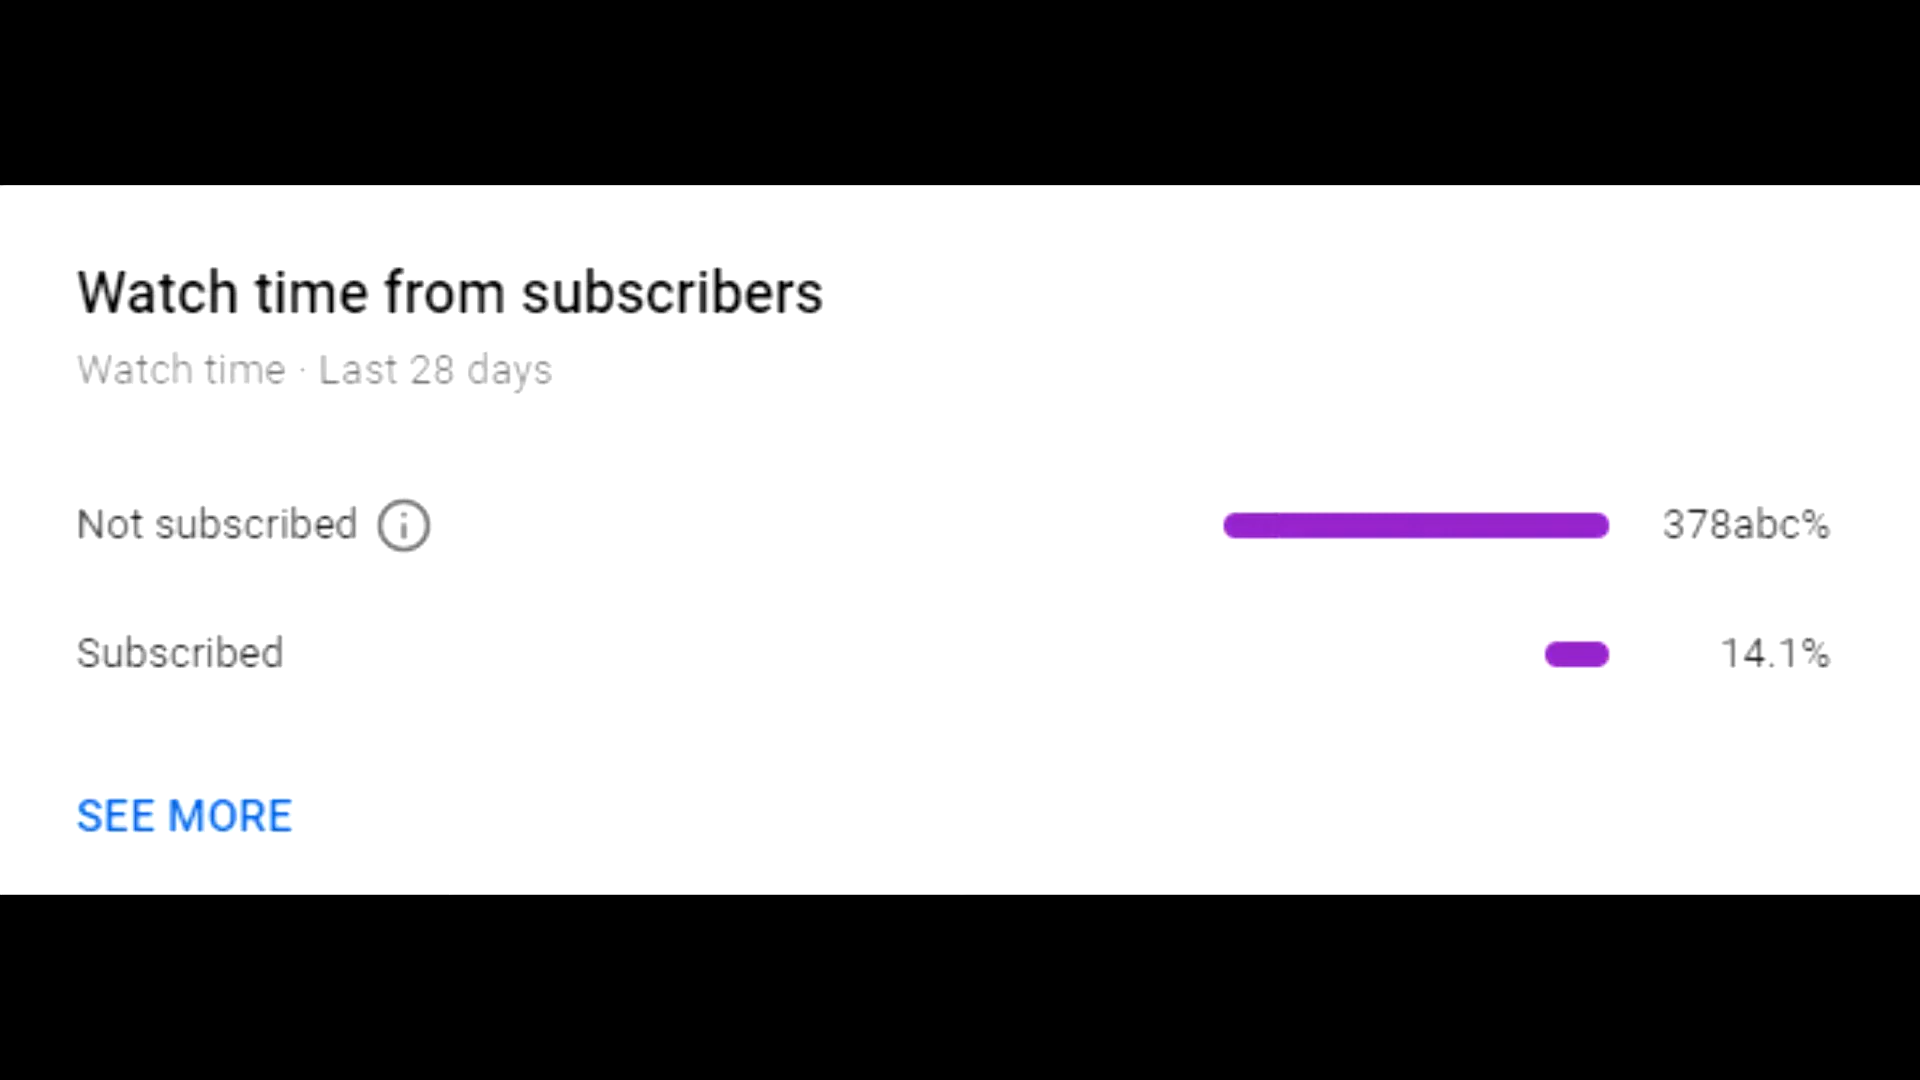 Watch time from subscribers
Watch time · Last 28 days
Not subscribed 378abc%
Subscribed 14.1%
SEE MORE